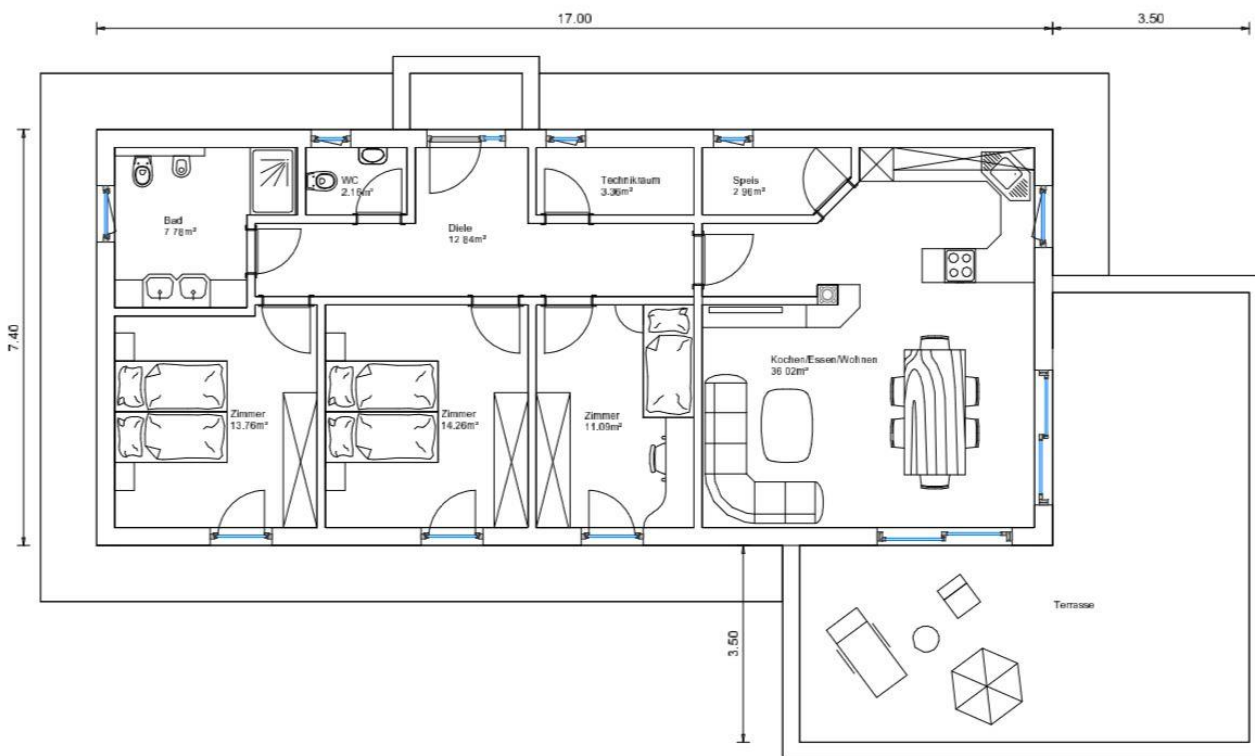 17.00
3.50
7.40
WC
2.16m²
Technikraum
3.36m²
Speis
2.96m²
Bad
7.78m²
Diele
12.84m²
Kochen/Essen/Wohnen
36.02m²
Zimmer
13.76m²
Zimmer
14.26m²
Zimmer
11.09m²
Terrasse
3.50